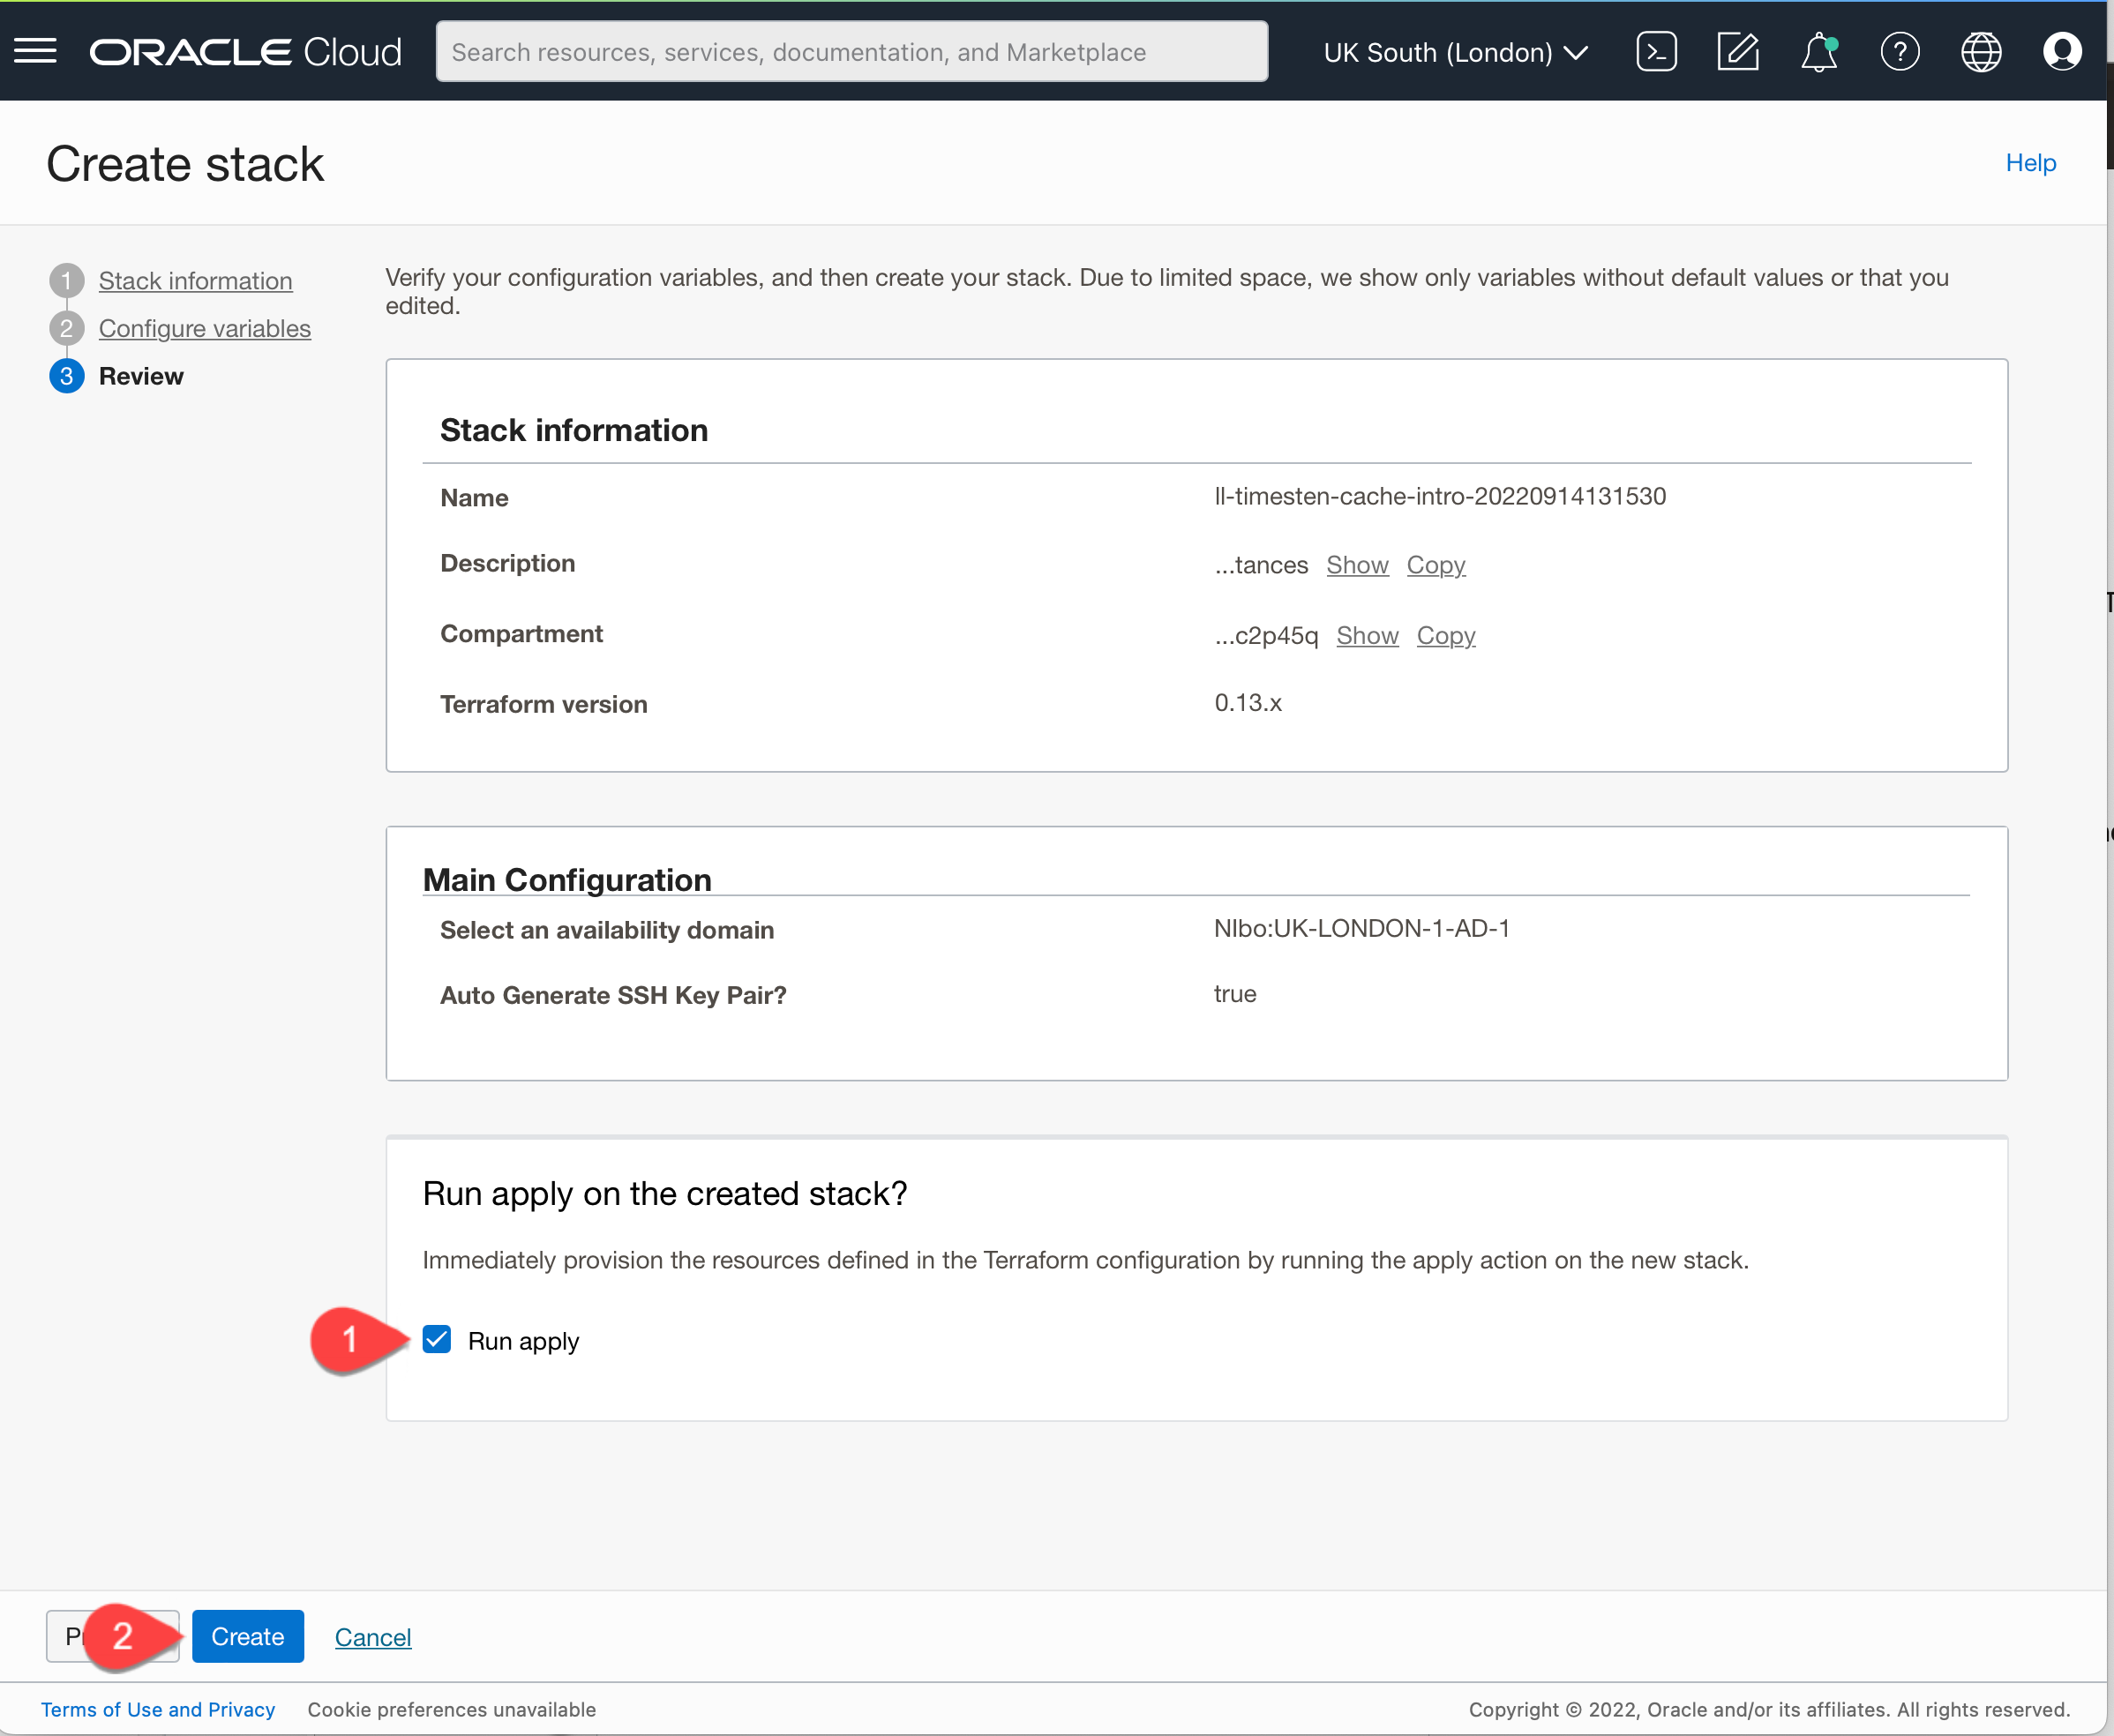 ORACLE Cloud
Search resources, services, documentation, and Marketplace
UK South (London)
Create stack
Help
1 Stack information
2 Configure variables
3 Review
Verify your configuration variables, and then create your stack. Due to limited space, we show only variables without default values or that you
edited.
Stack information
Name ll-timesten-cache-intro-20220914131530
Description ...tances Show Copy
Compartment ...c2p45q Show Copy
Terraform version 0.13.x
Main Configuration
Select an availability domain NIbo:UK-LONDON-1-AD-1
Auto Generate SSH Key Pair? true
Run apply on the created stack?
Immediately provision the resources defined in the Terraform configuration by running the apply action on the new stack.
1 Run apply
2 Create Cancel
Terms of Use and Privacy Cookie preferences unavailable Copyright © 2022, Oracle and/or its affiliates. All rights reserved.